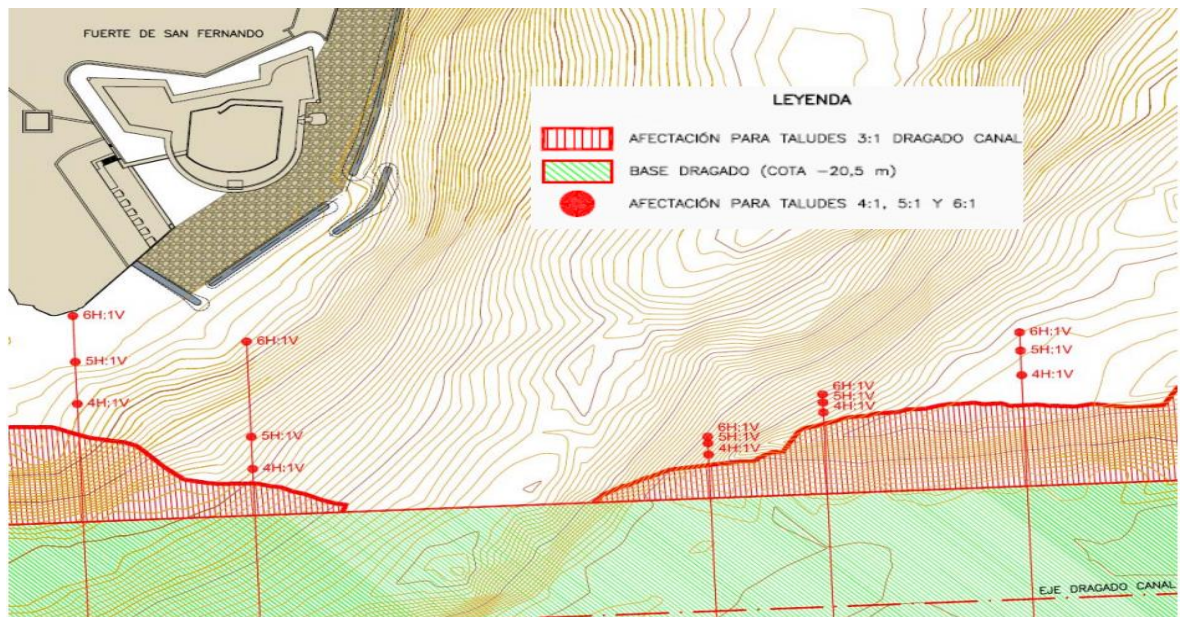 FUERTE DE SAN FERNANDO
LEYENDA
AFECTACIÓN PARA TALUDES 3:1 DRAGADO CANAL
BASE DRAGADO (COTA −20,5 m)
AFECTACIÓN PARA TALUDES 4:1, 5:1 Y 6:1
6H:1V
5H:1V
4H:1V
6H:1V
5H:1V
4H:1V
6H:1V
5H:1V
4H:1V
6H:1V
5H:1V
4H:1V
6H:1V
5H:1V
4H:1V
EJE DRAGADO CANAL